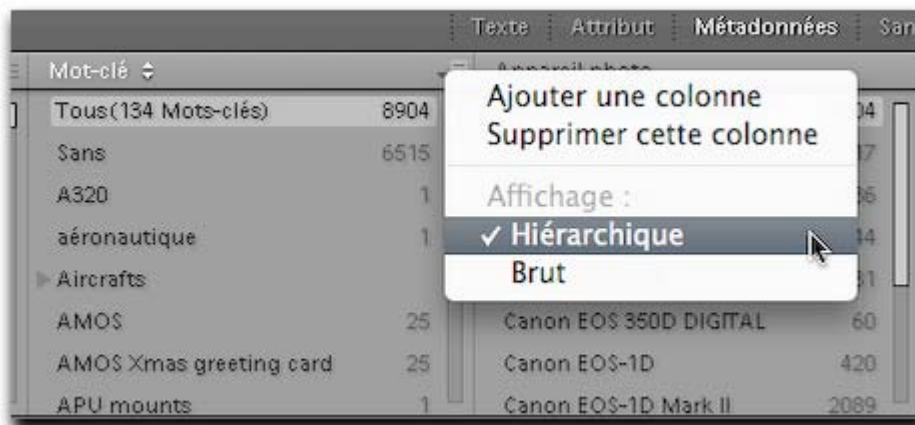 Texte Attribut Métadonnées San
Mot-clé
Tous(134 Mots-clés) 8904
Sans 6515
A320 1
aéronautique 1
Aircrafts
AMOS 25
AMOS Xmas greeting card 25
APU mounts 1
Appareil photo
Ajouter une colonne
Supprimer cette colonne
Affichage :
✓ Hiérarchique
Brut
Canon EOS 350D DIGITAL 60
Canon EOS-1D 420
Canon EOS-1D Mark II 2089